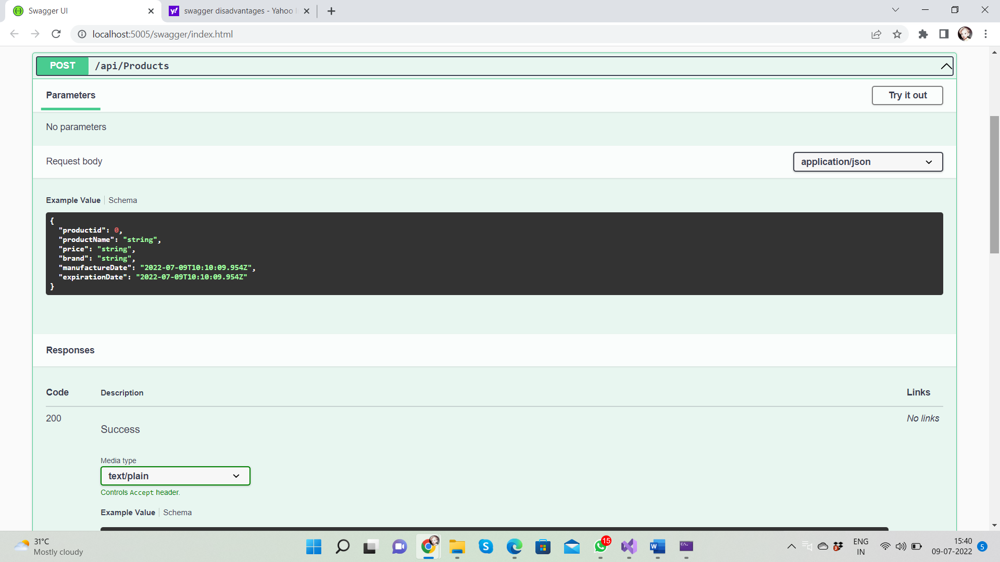 Swagger UI
swagger disadvantages - Yahoo
localhost:5005/swagger/index.html
POST /api/Products
Parameters
Try it out
No parameters
Request body
application/json
Example Value Schema
{
"productid": 0,
"productName": "string",
"price": "string",
"brand": "string",
"manufactureDate": "2022-07-09T10:10:09.954Z",
"expirationDate": "2022-07-09T10:10:09.954Z"
}
Responses
Code Description Links
200 No links
Success
Media type
text/plain
Controls Accept header.
Example Value Schema
31°C
Mostly cloudy
15
3
ENG
IN
15:40
09-07-2022
5